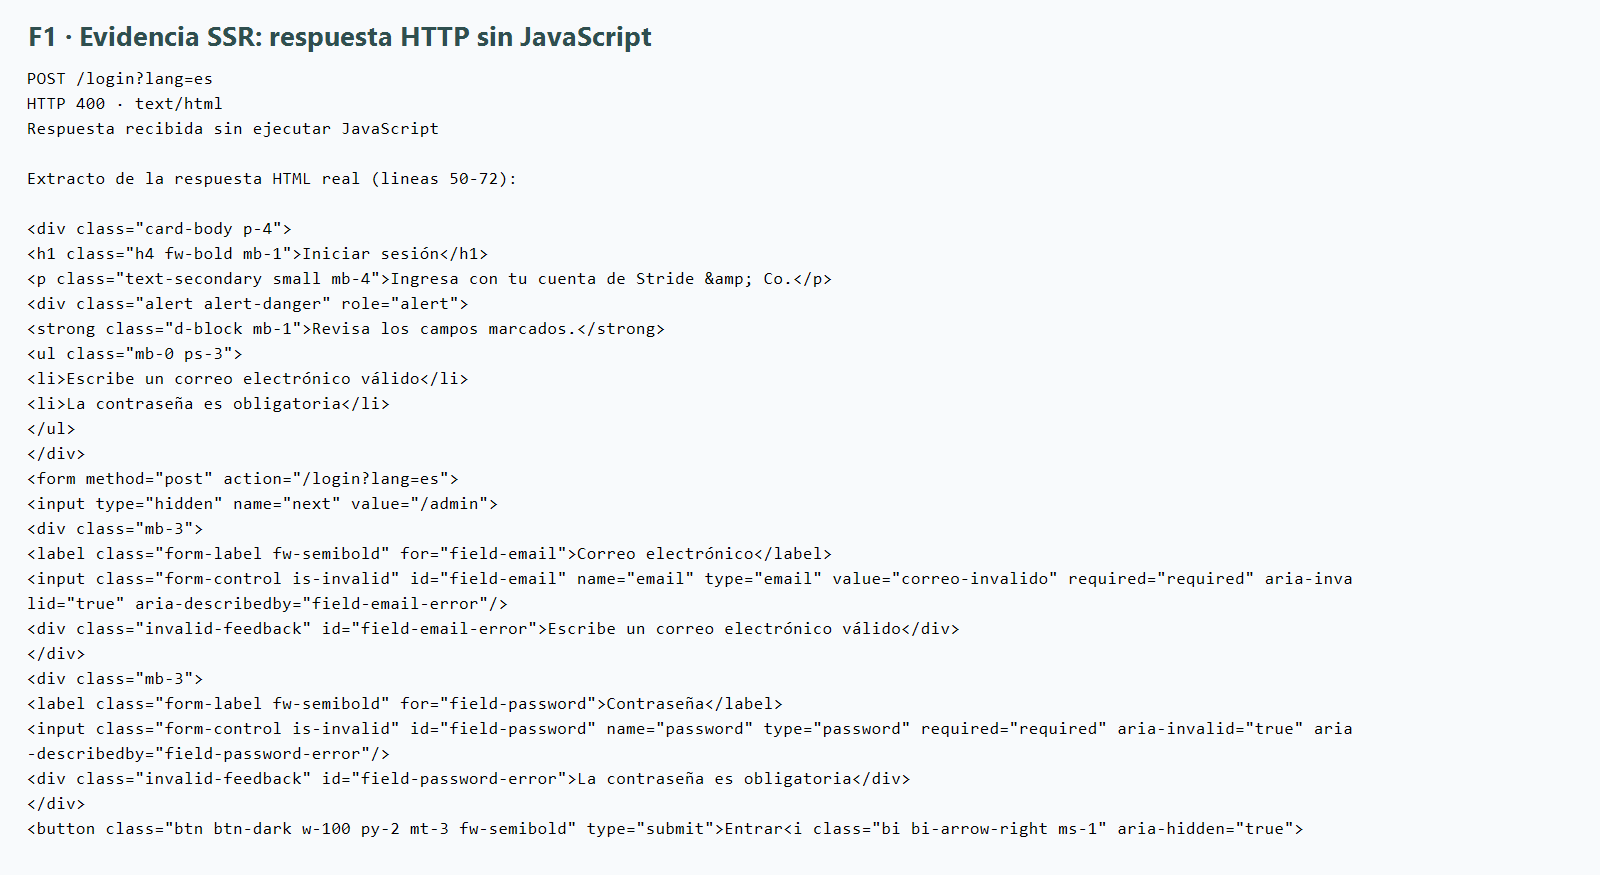 F1 · Evidencia SSR: respuesta HTTP sin JavaScript
POST /login?lang=es
HTTP 400 · text/html
Respuesta recibida sin ejecutar JavaScript
Extracto de la respuesta HTML real (lineas 50-72):
<div class="card-body p-4">
<h1 class="h4 fw-bold mb-1">Iniciar sesión</h1>
<p class="text-secondary small mb-4">Ingresa con tu cuenta de Stride &amp; Co.</p>
<div class="alert alert-danger" role="alert">
<strong class="d-block mb-1">Revisa los campos marcados.</strong>
<ul class="mb-0 ps-3">
<li>Escribe un correo electrónico válido</li>
<li>La contraseña es obligatoria</li>
</ul>
</div>
<form method="post" action="/login?lang=es">
<input type="hidden" name="next" value="/admin">
<div class="mb-3">
<label class="form-label fw-semibold" for="field-email">Correo electrónico</label>
<input class="form-control is-invalid" id="field-email" name="email" type="email" value="correo-invalido" required="required" aria-inva
lid="true" aria-describedby="field-email-error"/>
<div class="invalid-feedback" id="field-email-error">Escribe un correo electrónico válido</div>
</div>
<div class="mb-3">
<label class="form-label fw-semibold" for="field-password">Contraseña</label>
<input class="form-control is-invalid" id="field-password" name="password" type="password" required="required" aria-invalid="true" aria
-describedby="field-password-error"/>
<div class="invalid-feedback" id="field-password-error">La contraseña es obligatoria</div>
</div>
<button class="btn btn-dark w-100 py-2 mt-3 fw-semibold" type="submit">Entrar<i class="bi bi-arrow-right ms-1" aria-hidden="true">